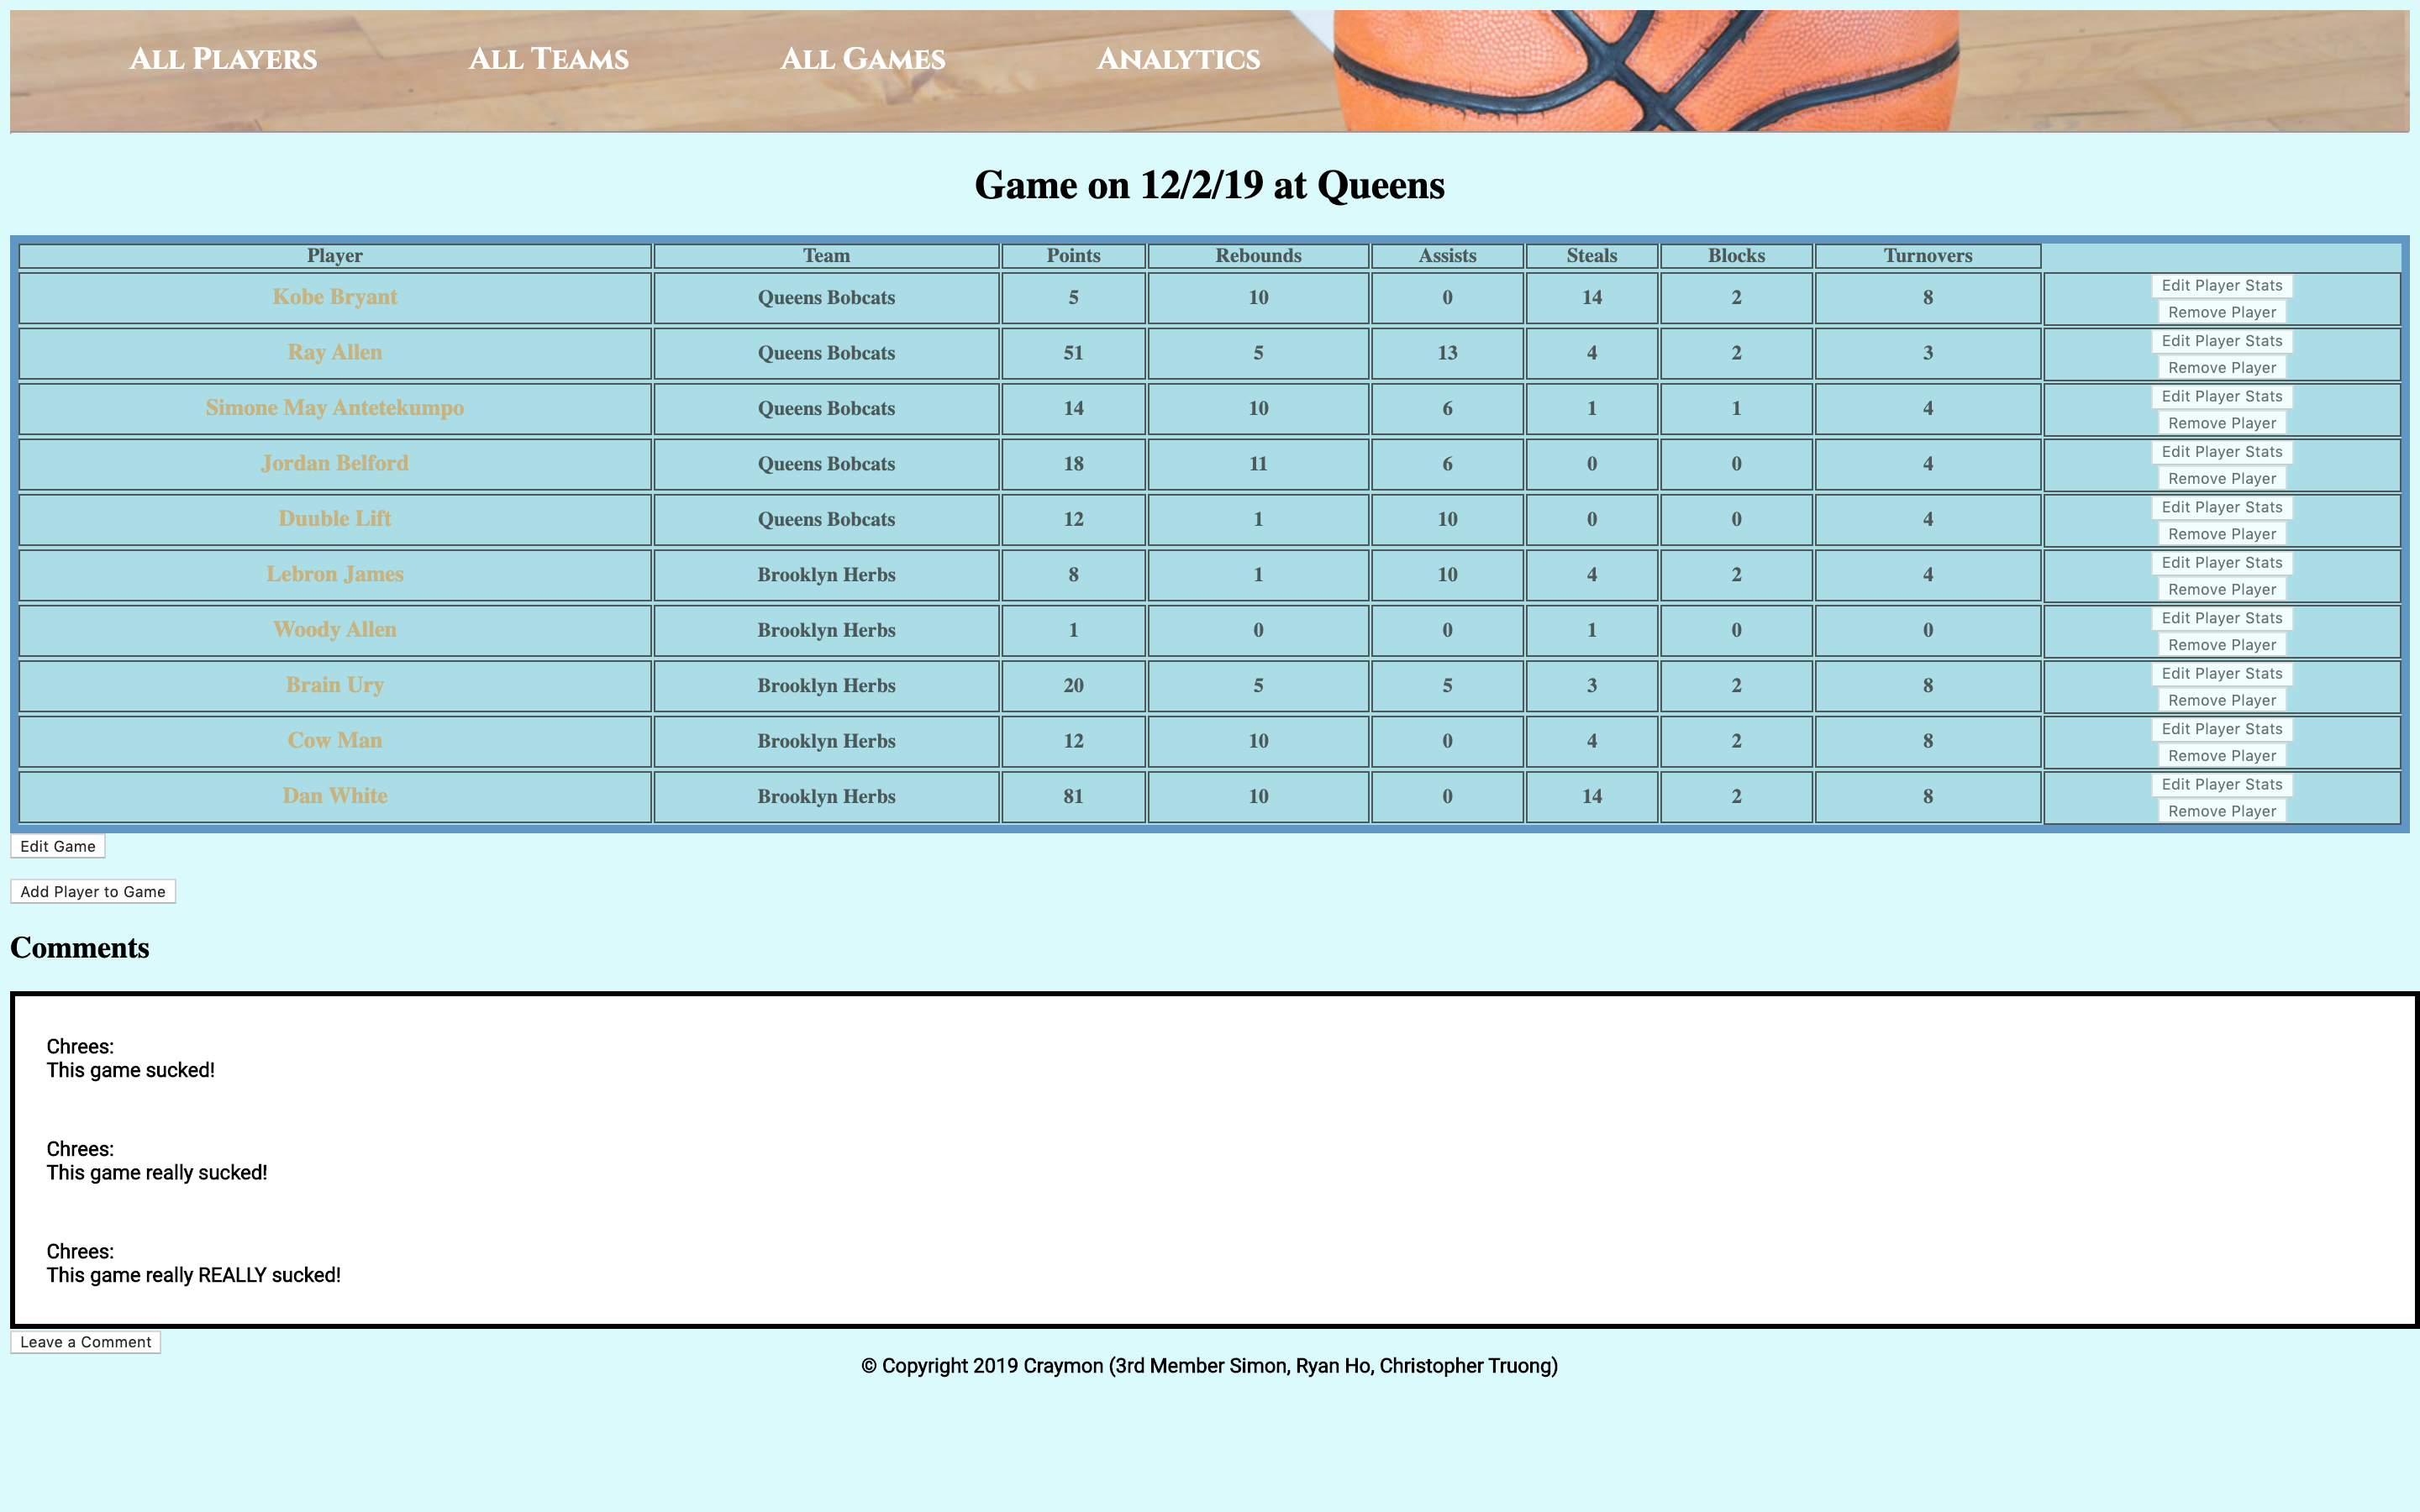 All Players All Teams All Games Analytics
Game on 12/2/19 at Queens
Player Team Points Rebounds Assists Steals Blocks Turnovers
Kobe Bryant Queens Bobcats 5 10 0 14 2 8 Edit Player Stats
Remove Player
Ray Allen Queens Bobcats 51 5 13 4 2 3 Edit Player Stats
Remove Player
Simone May Antetekumpo Queens Bobcats 14 10 6 1 1 4 Edit Player Stats
Remove Player
Jordan Belford Queens Bobcats 18 11 6 0 0 4 Edit Player Stats
Remove Player
Duuble Lift Queens Bobcats 12 1 10 0 0 4 Edit Player Stats
Remove Player
Lebron James Brooklyn Herbs 8 1 10 4 2 4 Edit Player Stats
Remove Player
Woody Allen Brooklyn Herbs 1 0 0 1 0 0 Edit Player Stats
Remove Player
Brain Ury Brooklyn Herbs 20 5 5 3 2 8 Edit Player Stats
Remove Player
Cow Man Brooklyn Herbs 12 10 0 4 2 8 Edit Player Stats
Remove Player
Dan White Brooklyn Herbs 81 10 0 14 2 8 Edit Player Stats
Remove Player
Edit Game
Add Player to Game
Comments
Chrees:
This game sucked!
Chrees:
This game really sucked!
Chrees:
This game really REALLY sucked!
Leave a Comment
© Copyright 2019 Craymon (3rd Member Simon, Ryan Ho, Christopher Truong)